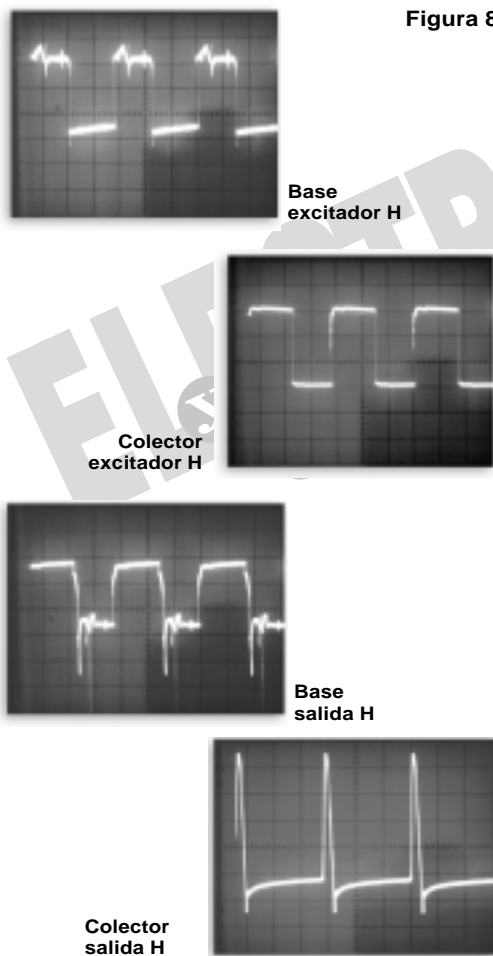 Figura 8
Base
excitador H
Colector
excitador H
Base
salida H
Colector
salida H
y